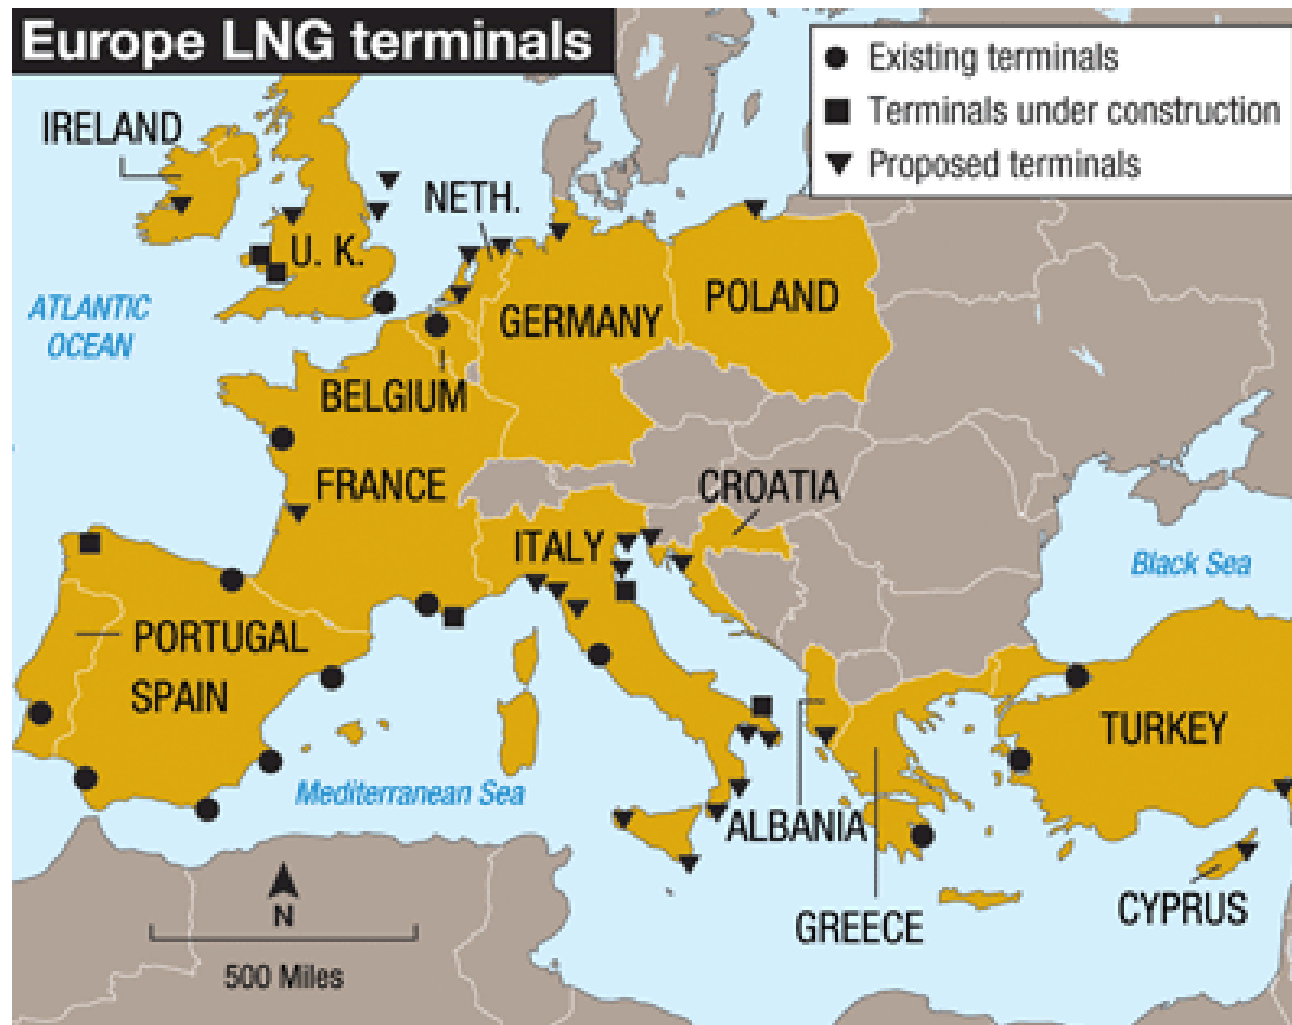 Europe LNG terminals
Existing terminals
Terminals under construction
Proposed terminals
IRELAND
NETH.
U. K.
ATLANTIC
OCEAN
POLAND
GERMANY
BELGIUM
FRANCE
CROATIA
ITALY
Black Sea
PORTUGAL
SPAIN
TURKEY
Mediterranean Sea
ALBANIA
CYPRUS
GREECE
N
500 Miles